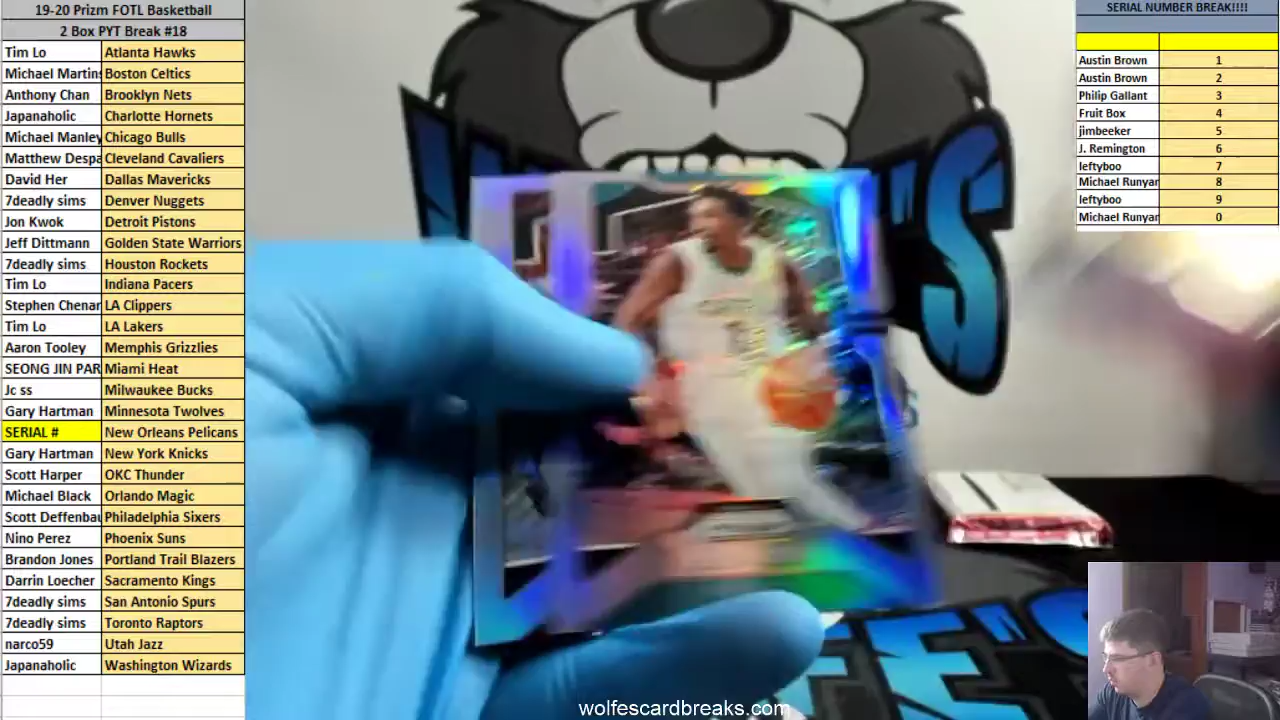 19-20 Prizm FOTL Basketball
2 Box PYT Break #18
Tim Lo Atlanta Hawks
Michael Martins Boston Celtics
Anthony Chan Brooklyn Nets
Japanaholic Charlotte Hornets
Michael Manley Chicago Bulls
Matthew Despa Cleveland Cavaliers
David Her Dallas Mavericks
7deadly sims Denver Nuggets
Jon Kwok Detroit Pistons
Jeff Dittmann Golden State Warriors
7deadly sims Houston Rockets
Tim Lo Indiana Pacers
Stephen Chenar LA Clippers
Tim Lo LA Lakers
Aaron Tooley Memphis Grizzlies
SEONG JIN PAR Miami Heat
Jc ss Milwaukee Bucks
Gary Hartman Minnesota Twolves
SERIAL # New Orleans Pelicans
Gary Hartman New York Knicks
Scott Harper OKC Thunder
Michael Black Orlando Magic
Scott Deffenbau Philadelphia Sixers
Nino Perez Phoenix Suns
Brandon Jones Portland Trail Blazers
Darrin Loecher Sacramento Kings
7deadly sims San Antonio Spurs
7deadly sims Toronto Raptors
narco59 Utah Jazz
Japanaholic Washington Wizards
SERIAL NUMBER BREAK!!!!
Austin Brown 1
Austin Brown 2
Philip Gallant 3
Fruit Box 4
jimbeeker 5
J. Remington 6
leftyboo 7
Michael Runyan 8
leftyboo 9
Michael Runyan 0
wolfescardbreaks.com